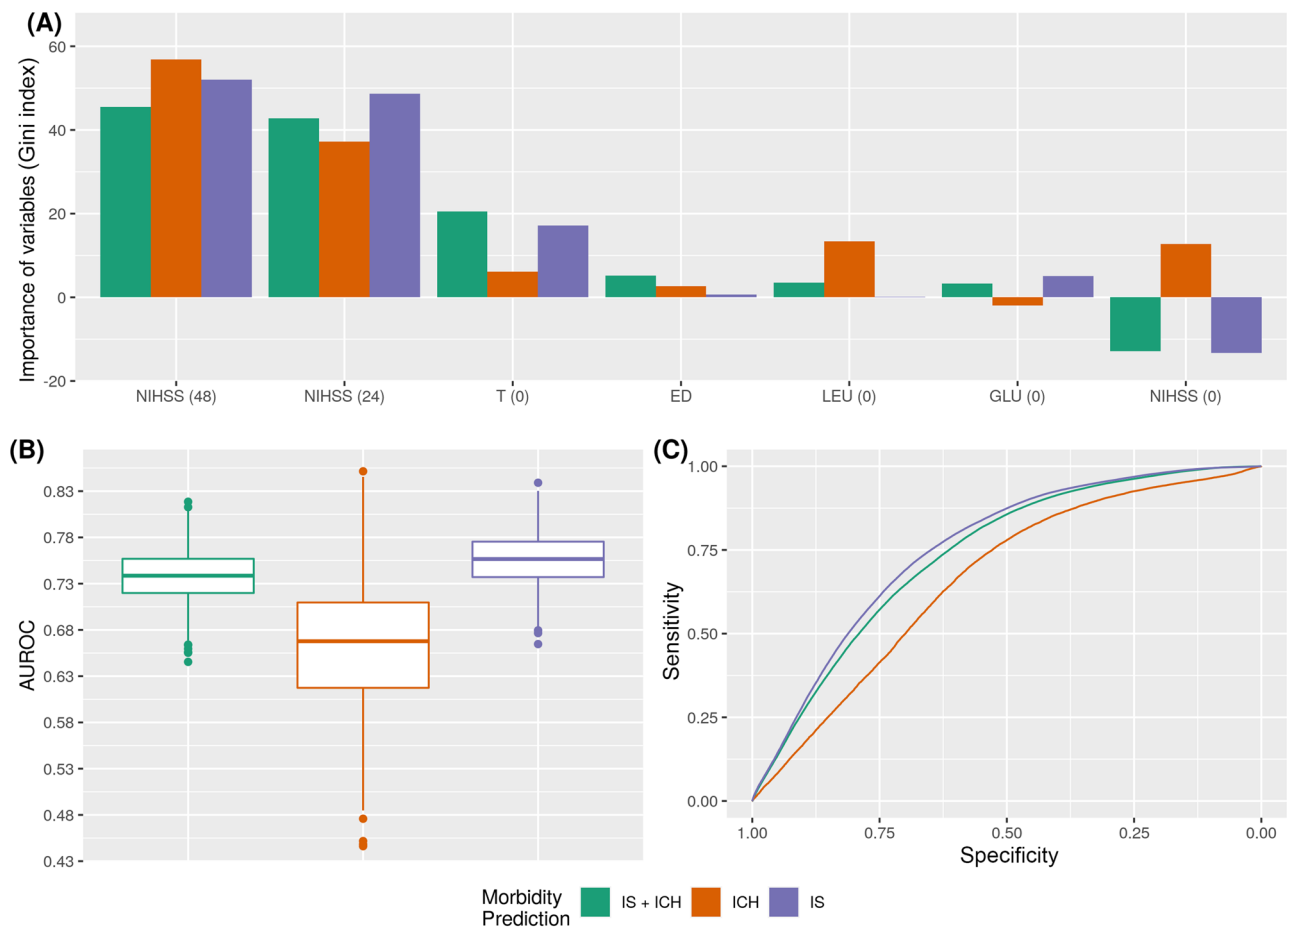 (A)
Importance of variables (Gini index)
60
40
20
0
-20
NIHSS (48)
NIHSS (24)
T (0)
ED
LEU (0)
GLU (0)
NIHSS (0)
(B)
AUROC
0.83
0.78
0.73
0.68
0.63
0.58
0.53
0.48
0.43
(C)
Sensitivity
1.00
0.75
0.50
0.25
0.00
1.00
0.75
0.50
0.25
0.00
Specificity
Morbidity
Prediction
IS + ICH
ICH
IS